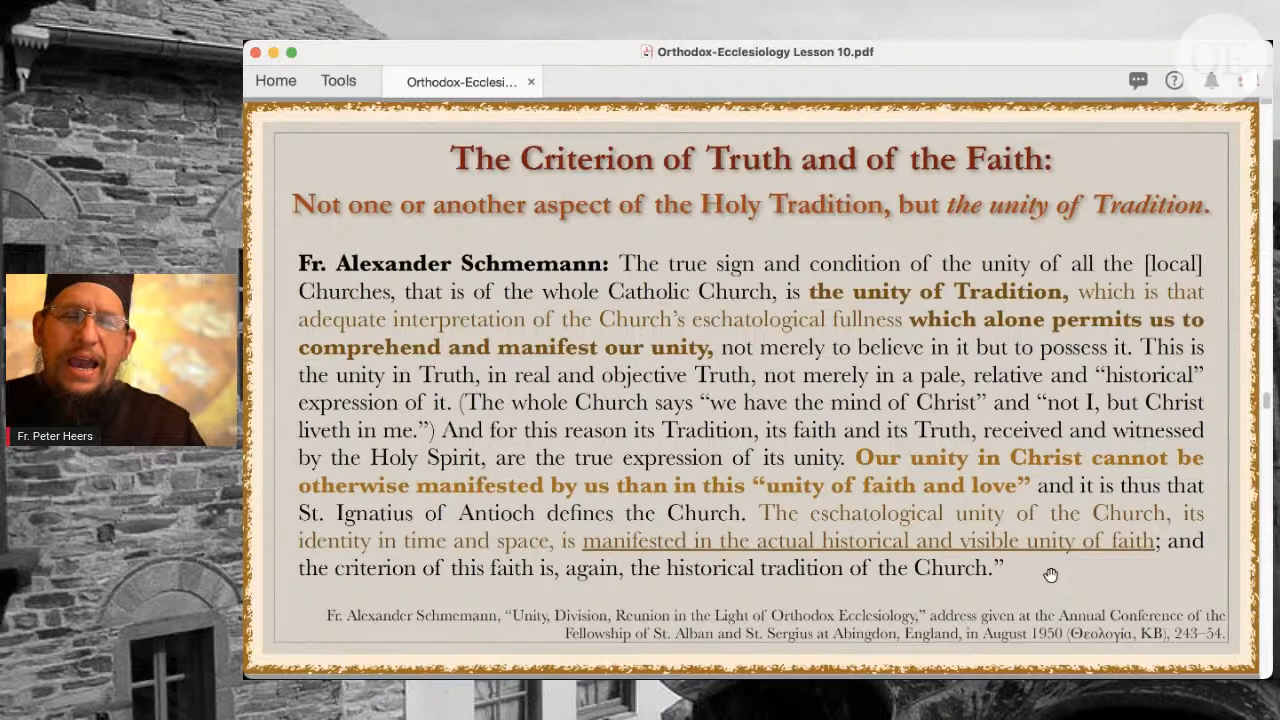 Orthodox-Ecclesiology Lesson 10.pdf
Home Tools Orthodox-Ecclesi... ×
OE
The Criterion of Truth and of the Faith:
Not one or another aspect of the Holy Tradition, but the unity of Tradition.
Fr. Alexander Schmemann: The true sign and condition of the unity of all the [local]
Churches, that is of the whole Catholic Church, is the unity of Tradition, which is that
adequate interpretation of the Church’s eschatological fullness which alone permits us to
comprehend and manifest our unity, not merely to believe in it but to possess it. This is
the unity in Truth, in real and objective Truth, not merely in a pale, relative and “historical”
expression of it. (The whole Church says “we have the mind of Christ” and “not I, but Christ
liveth in me.”) And for this reason its Tradition, its faith and its Truth, received and witnessed
by the Holy Spirit, are the true expression of its unity. Our unity in Christ cannot be
otherwise manifested by us than in this “unity of faith and love” and it is thus that
St. Ignatius of Antioch defines the Church. The eschatological unity of the Church, its
identity in time and space, is manifested in the actual historical and visible unity of faith; and
the criterion of this faith is, again, the historical tradition of the Church.”
Fr. Alexander Schmemann, “Unity, Division, Reunion in the Light of Orthodox Ecclesiology,” address given at the Annual Conference of the
Fellowship of St. Alban and St. Sergius at Abingdon, England, in August 1950 (Θεολογία, ΚΒ), 243–54.
Fr. Peter Heers